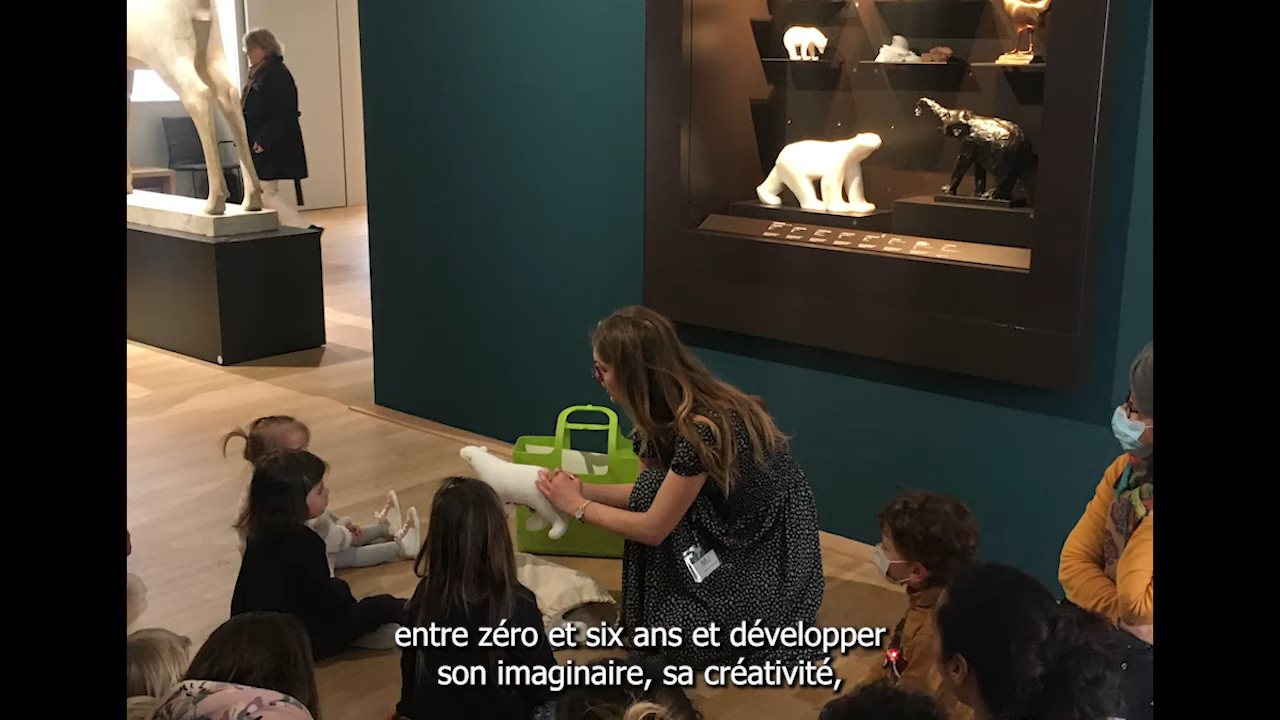 entre zéro et six ans et développer
son imaginaire, sa créativité,